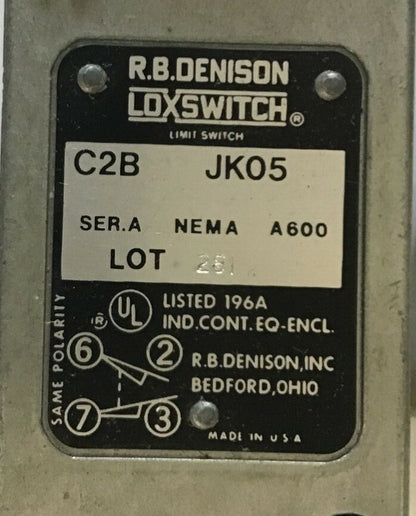 R.B.DENISON
LOXSWITCH®
LIMIT SWITCH
C2B JK05
SER.A NEMA A600
LOT 261
UL ® LISTED 196A
IND.CONT.EQ-ENCL.
SAME POLARITY
6 2
7 3
R.B.DENISON,INC
BEDFORD,OHIO
MADE IN USA